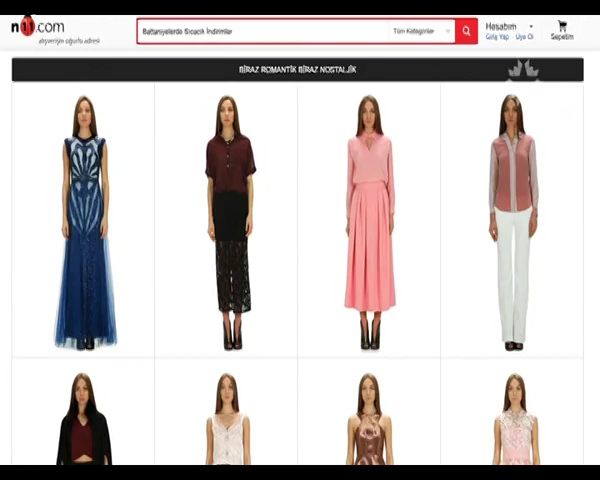 n11.com
alışverişin uğurlu adresi
Battaniyelerde Sıcacık İndirimler
Tüm Kategoriler
Hesabım
Giriş Yap Üye Ol
Sepetim
BİRAZ ROMANTİK BİRAZ NOSTALJİK